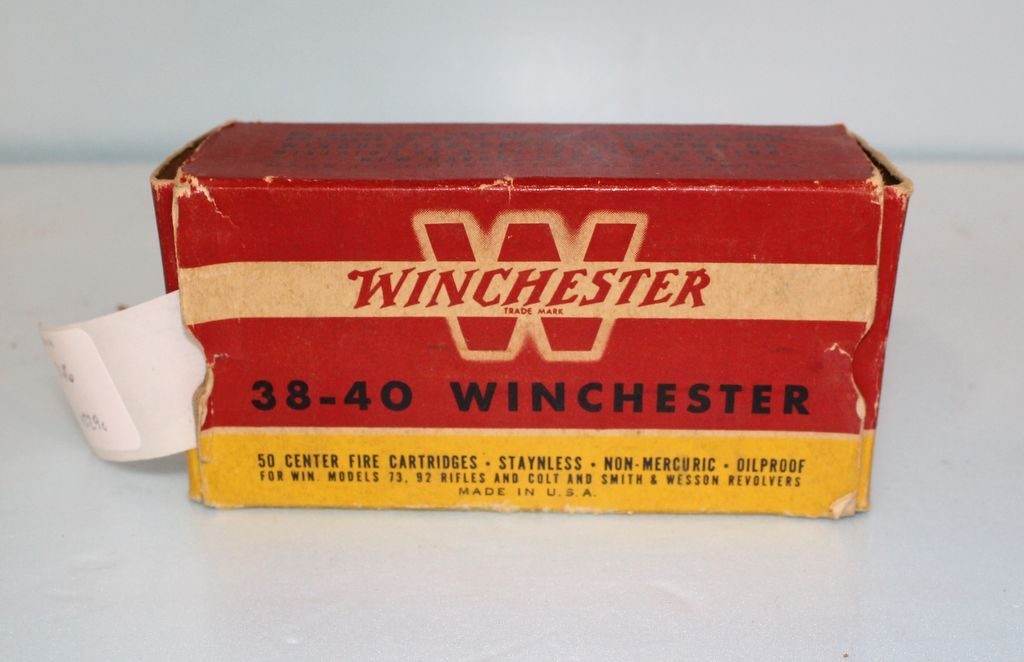 W
WINCHESTER
TRADE MARK
38-40 WINCHESTER
50 CENTER FIRE CARTRIDGES • STAYNLESS • NON-MERCURIC • OILPROOF
FOR WIN. MODELS 73, 92 RIFLES AND COLT AND SMITH & WESSON REVOLVERS
MADE IN U.S.A.